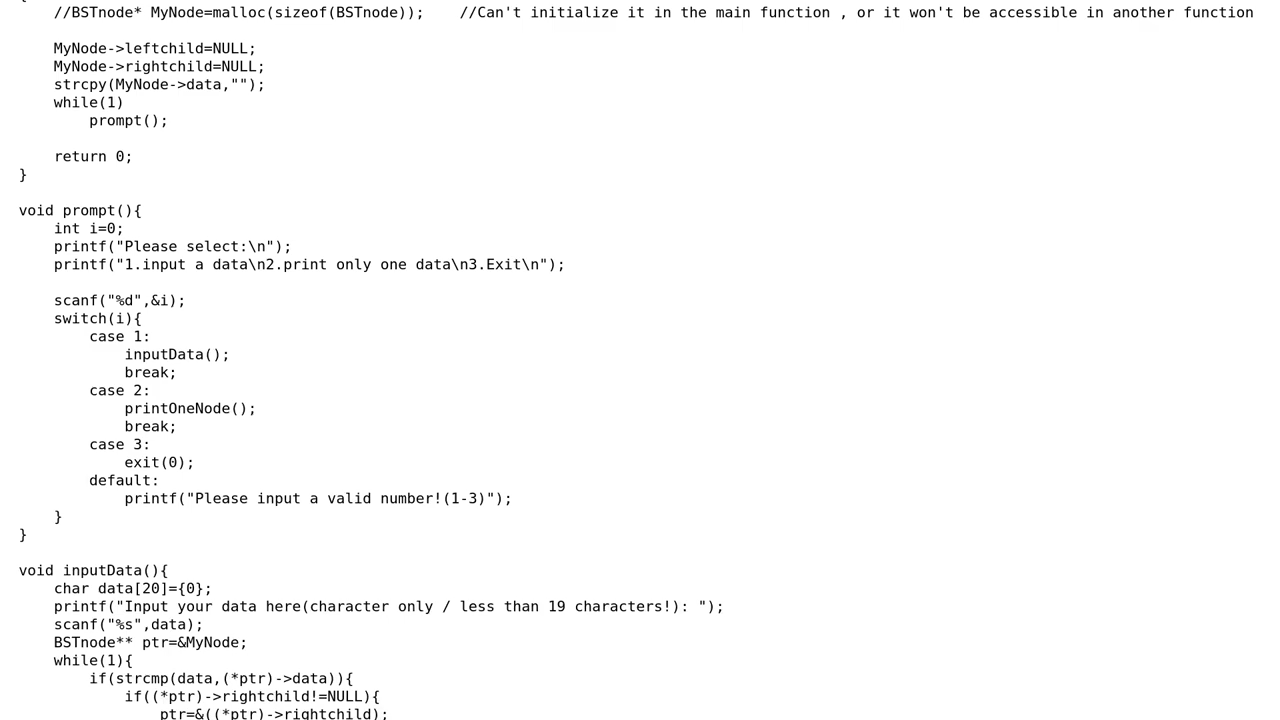 //BSTnode* MyNode=malloc(sizeof(BSTnode));    //Can't initialize it in the main function , or it won't be accessible in another function
MyNode->leftchild=NULL;
MyNode->rightchild=NULL;
strcpy(MyNode->data,"");
while(1)
prompt();
return 0;
}
void prompt(){
int i=0;
printf("Please select:\n");
printf("1.input a data\n2.print only one data\n3.Exit\n");
scanf("%d",&i);
switch(i){
case 1:
inputData();
break;
case 2:
printOneNode();
break;
case 3:
exit(0);
default:
printf("Please input a valid number!(1-3)");
}
}
void inputData(){
char data[20]={0};
printf("Input your data here(character only / less than 19 characters!): ");
scanf("%s",data);
BSTnode** ptr=&MyNode;
while(1){
if(strcmp(data,(*ptr)->data)){
if((*ptr)->rightchild!=NULL){
ptr=&((*ptr)->rightchild);